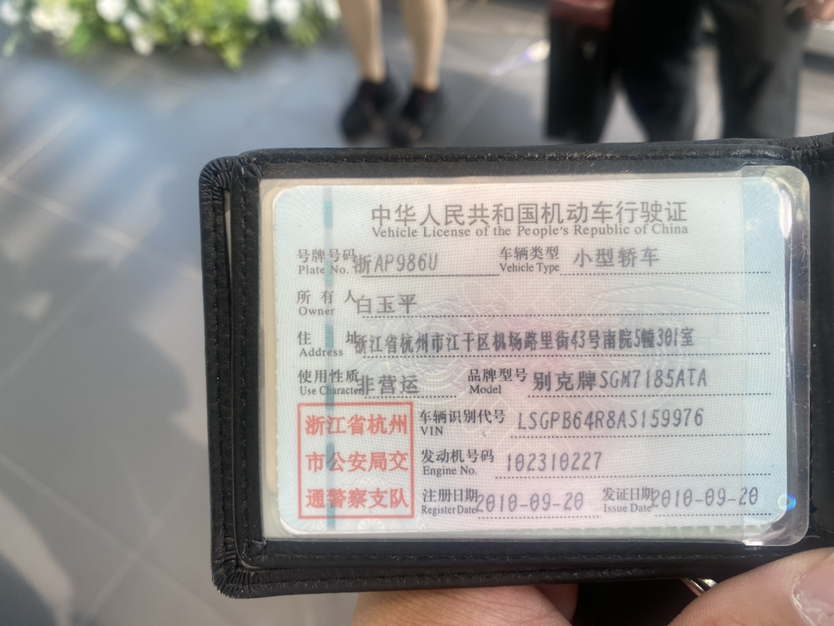 中华人民共和国机动车行驶证
Vehicle License of the People's Republic of China
号牌号码 浙AP986U 车辆类型 小型轿车
Plate No. Vehicle Type
所有人 白玉平
Owner
住址 浙江省杭州市江干区机场路里街43号南院5幢301室
Address
使用性质 非营运 品牌型号 别克牌SGM7185ATA
Use Character Model
浙江省杭州 车辆识别代号 LSGPB64R8AS159976
VIN
市公安局交 发动机号码 102310227
Engine No.
通警察支队 注册日期 2010-09-20 发证日期 2010-09-20
Register Date Issue Date